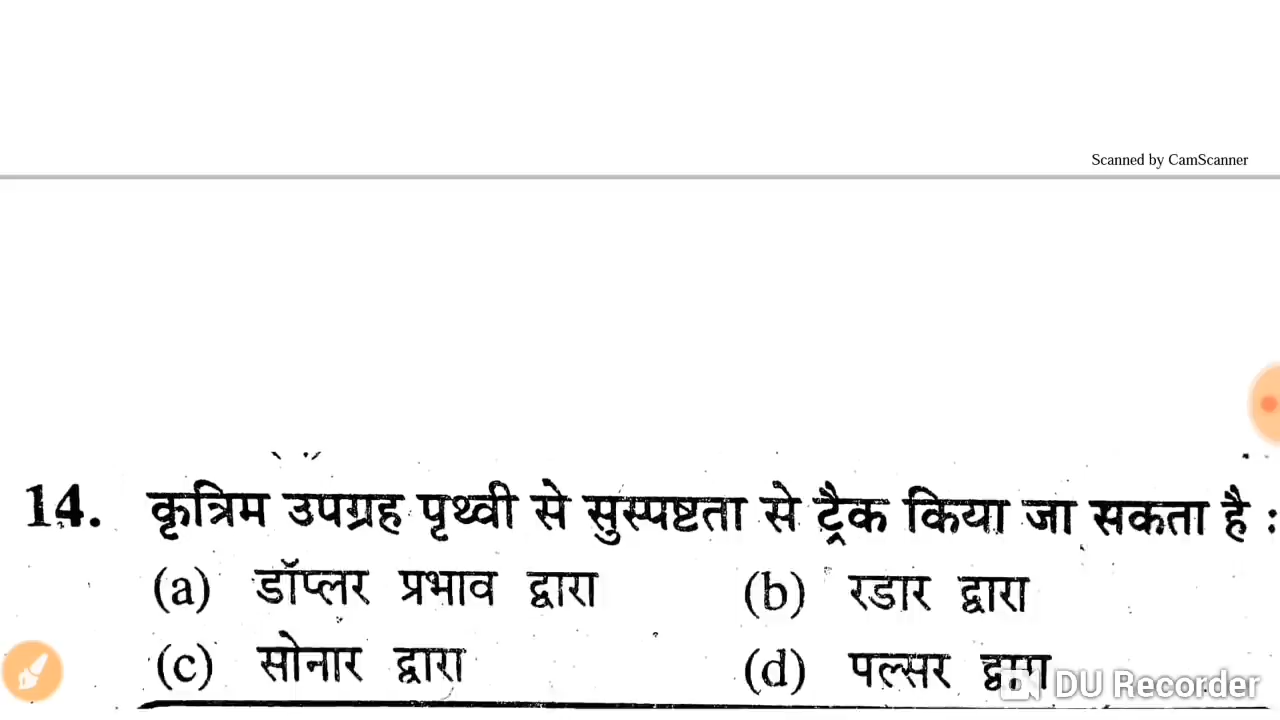 Scanned by CamScanner
14. कृत्रिम उपग्रह पृथ्वी से सुस्पष्टता से ट्रैक किया जा सकता है :
(a) डॉप्लर प्रभाव द्वारा (b) रडार द्वारा
(c) सोनार द्वारा (d) पल्सर द्वारा
DU Recorder